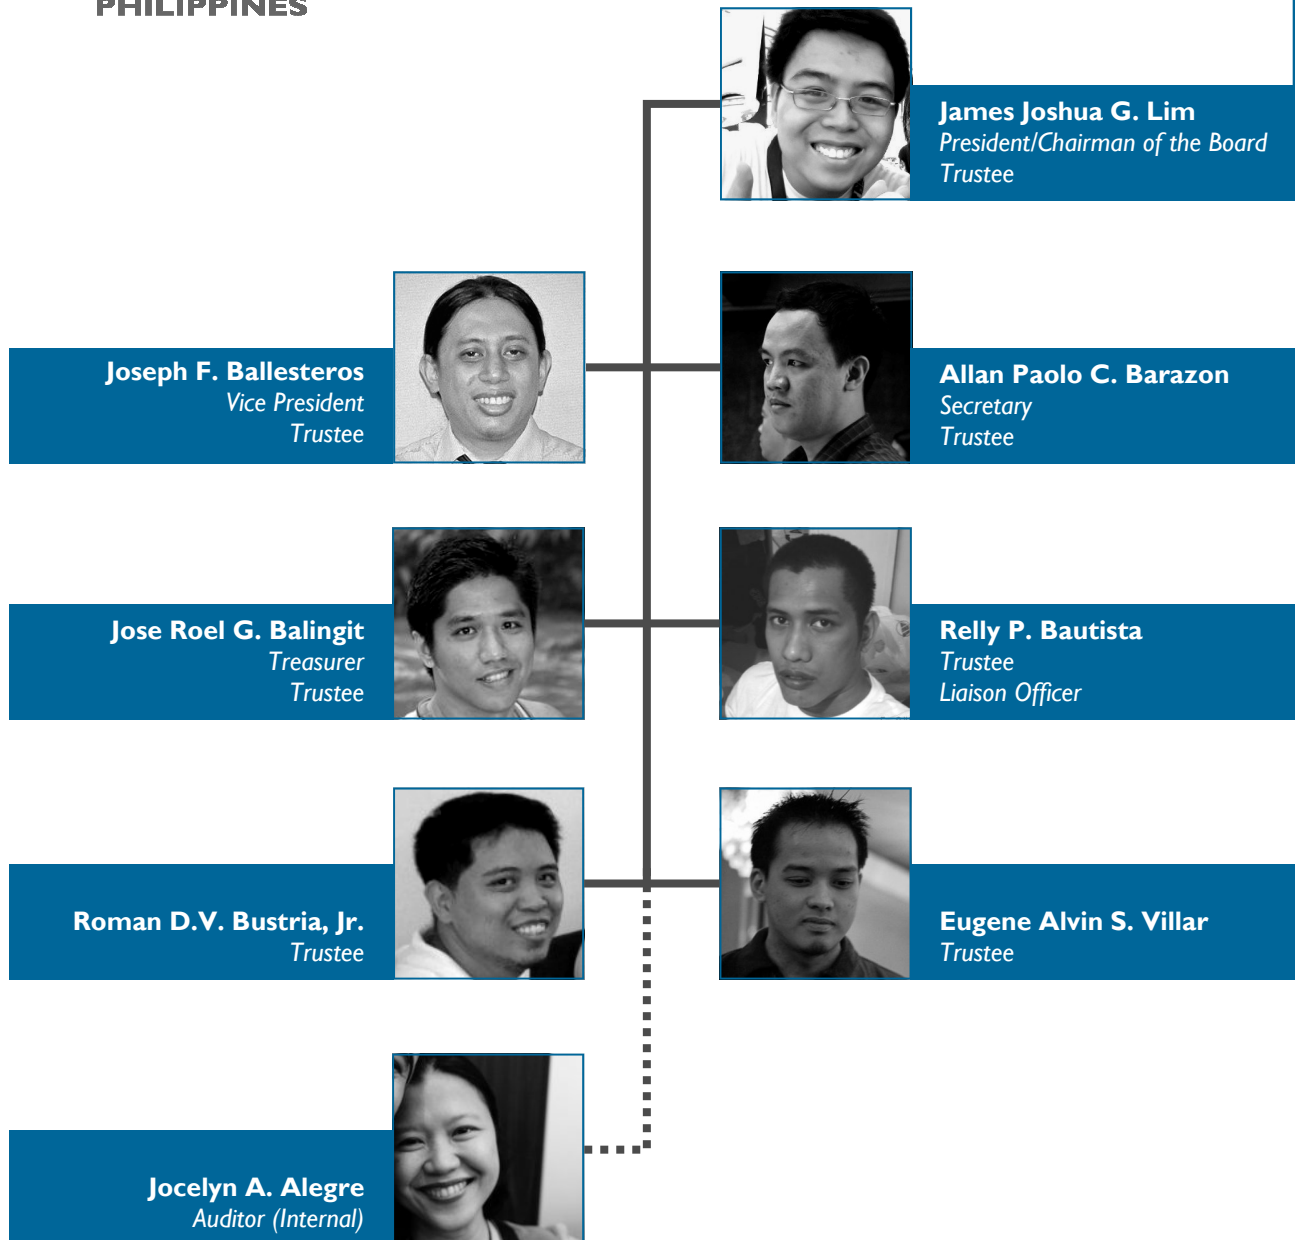 PHILIPPINES
James Joshua G. Lim
President/Chairman of the Board
Trustee
Joseph F. Ballesteros
Vice President
Trustee
Allan Paolo C. Barazon
Secretary
Trustee
Jose Roel G. Balingit
Treasurer
Trustee
Relly P. Bautista
Trustee
Liaison Officer
Roman D.V. Bustria, Jr.
Trustee
Eugene Alvin S. Villar
Trustee
Jocelyn A. Alegre
Auditor (Internal)